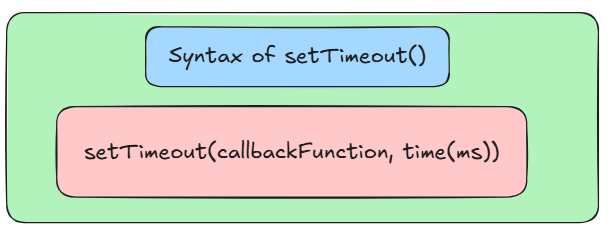 Syntax of setTimeout()
setTimeout(callbackFunction, time(ms))